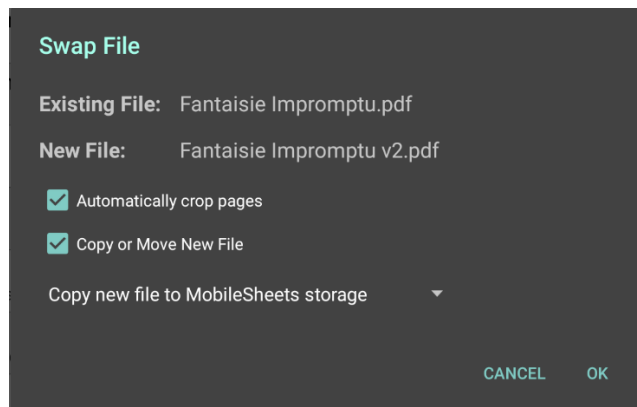 Swap File
Existing File: Fantaisie Impromptu.pdf
New File: Fantaisie Impromptu v2.pdf
Automatically crop pages
Copy or Move New File
Copy new file to MobileSheets storage
CANCEL OK